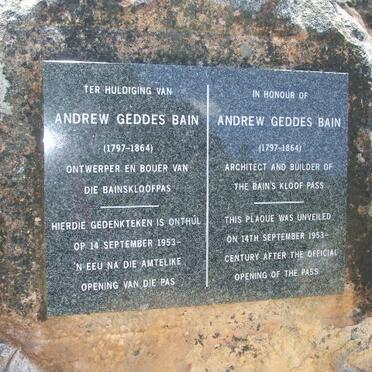 TER HULDIGING VAN
ANDREW GEDDES BAIN
(1797-1864)
ONTWERPER EN BOUER VAN
DIE BAINSKLOOFPAS
HIERDIE GEDENKTEKEN IS ONTHUL
OP 14 SEPTEMBER 1953-
'N EEU NA DIE AMTELIKE
OPENING VAN DIE PAS
IN HONOUR OF
ANDREW GEDDES BAIN
(1797-1864)
ARCHITECT AND BUILDER OF
THE BAIN'S KLOOF PASS
THIS PLAQUE WAS UNVEILED
ON 14TH SEPTEMBER 1953-
CENTURY AFTER THE OFFICIAL
OPENING OF THE PASS